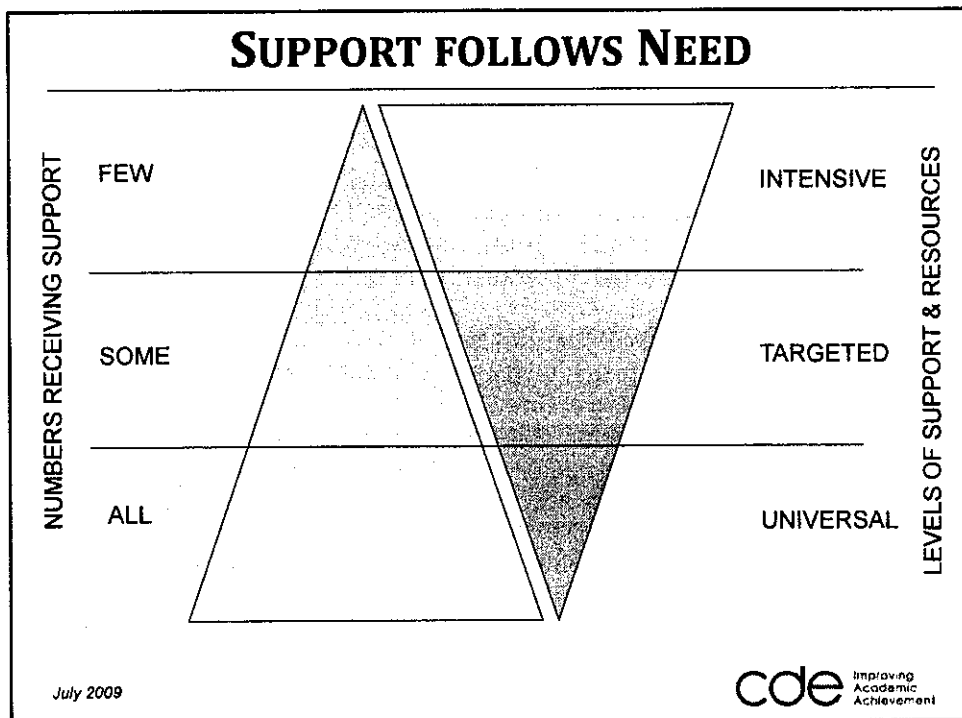 SUPPORT FOLLOWS NEED
NUMBERS RECEIVING SUPPORT
FEW
SOME
ALL
INTENSIVE
TARGETED
UNIVERSAL
LEVELS OF SUPPORT & RESOURCES
July 2009
cde
Improving
Academic
Achievement